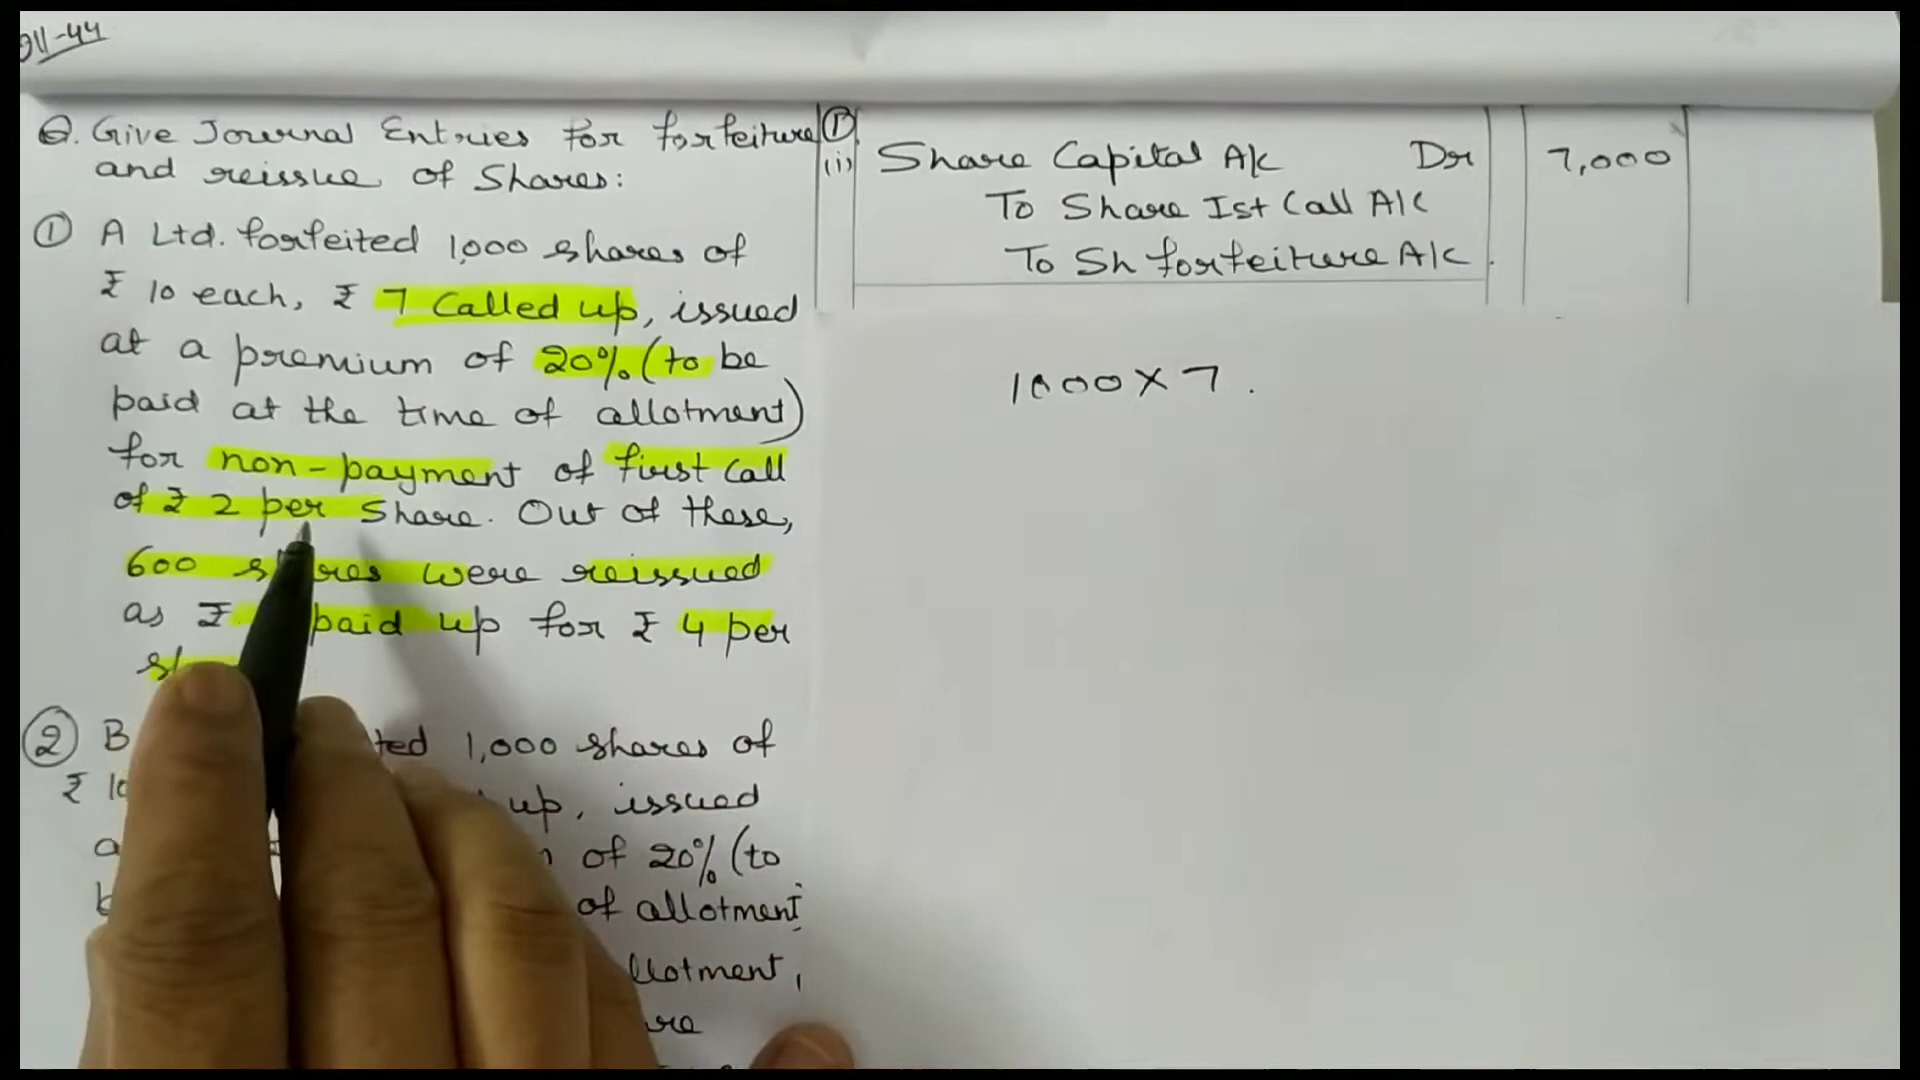 Q. Give Journal Entries for forfeiture
and reissue of Shares:
① A Ltd. forfeited 1,000 shares of
₹ 10 each, ₹ 7 Called up, issued
at a premium of 20% (to be
paid at the time of allotment)
for non-payment of first call
of ₹ 2 per share. Out of these,
600 shares were reissued
as ₹ paid up for ₹ 4 per
② B 1,000 shares of
₹ 10 up, issued
of 20% (to
of allotment
allotment,
①
(i) Share Capital A/c Dr 7,000
To Share Ist Call A/c
To Sh forfeiture A/c.
1000 × 7.